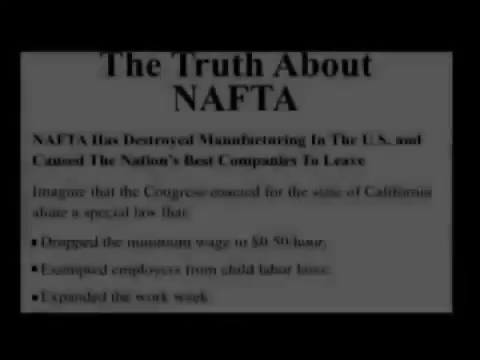 The Truth About
NAFTA
NAFTA Has Destroyed Manufacturing In The U.S. and
Caused The Nation's Best Companies To Leave
Imagine that the Congress enacted for the state of California
alone a special law that:
■ Dropped the minimum wage to $0.50/hour.
■ Exempted employers from child labor laws.
■ Expanded the work week